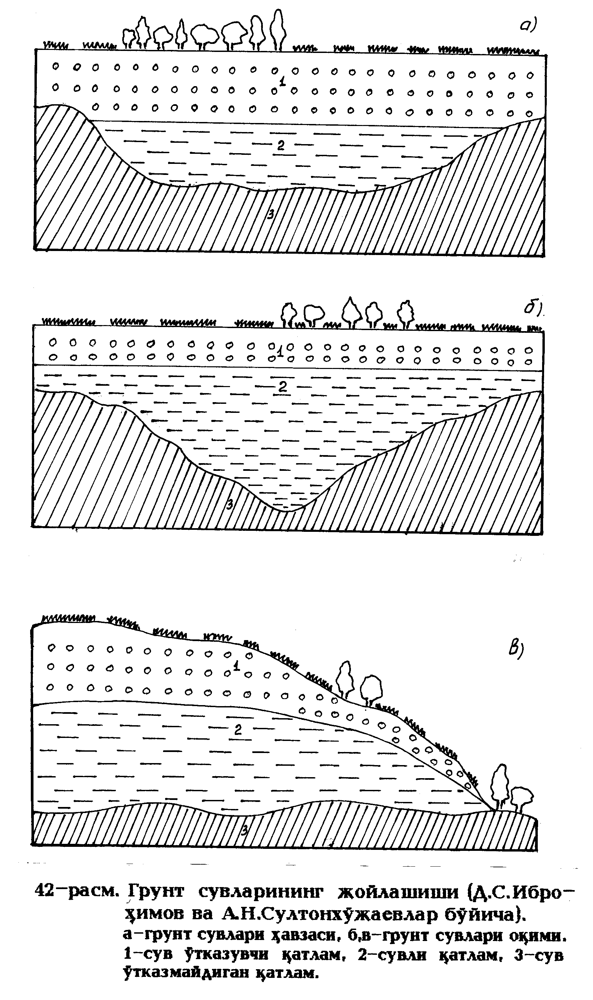 а)
1
2
3
б)
1
2
3
в)
1
2
3
42-расм. Грунт сувларининг жойлашиши (Д.С.Ибро-
ҳимов ва А.Н.Султонхўжаевлар бўйича).
а-грунт сувлари ҳавзаси, б,в-грунт сувлари оқими.
1-сув ўтказувчи қатлам, 2-сувли қатлам, 3-сув
ўтказмайдиган қатлам.